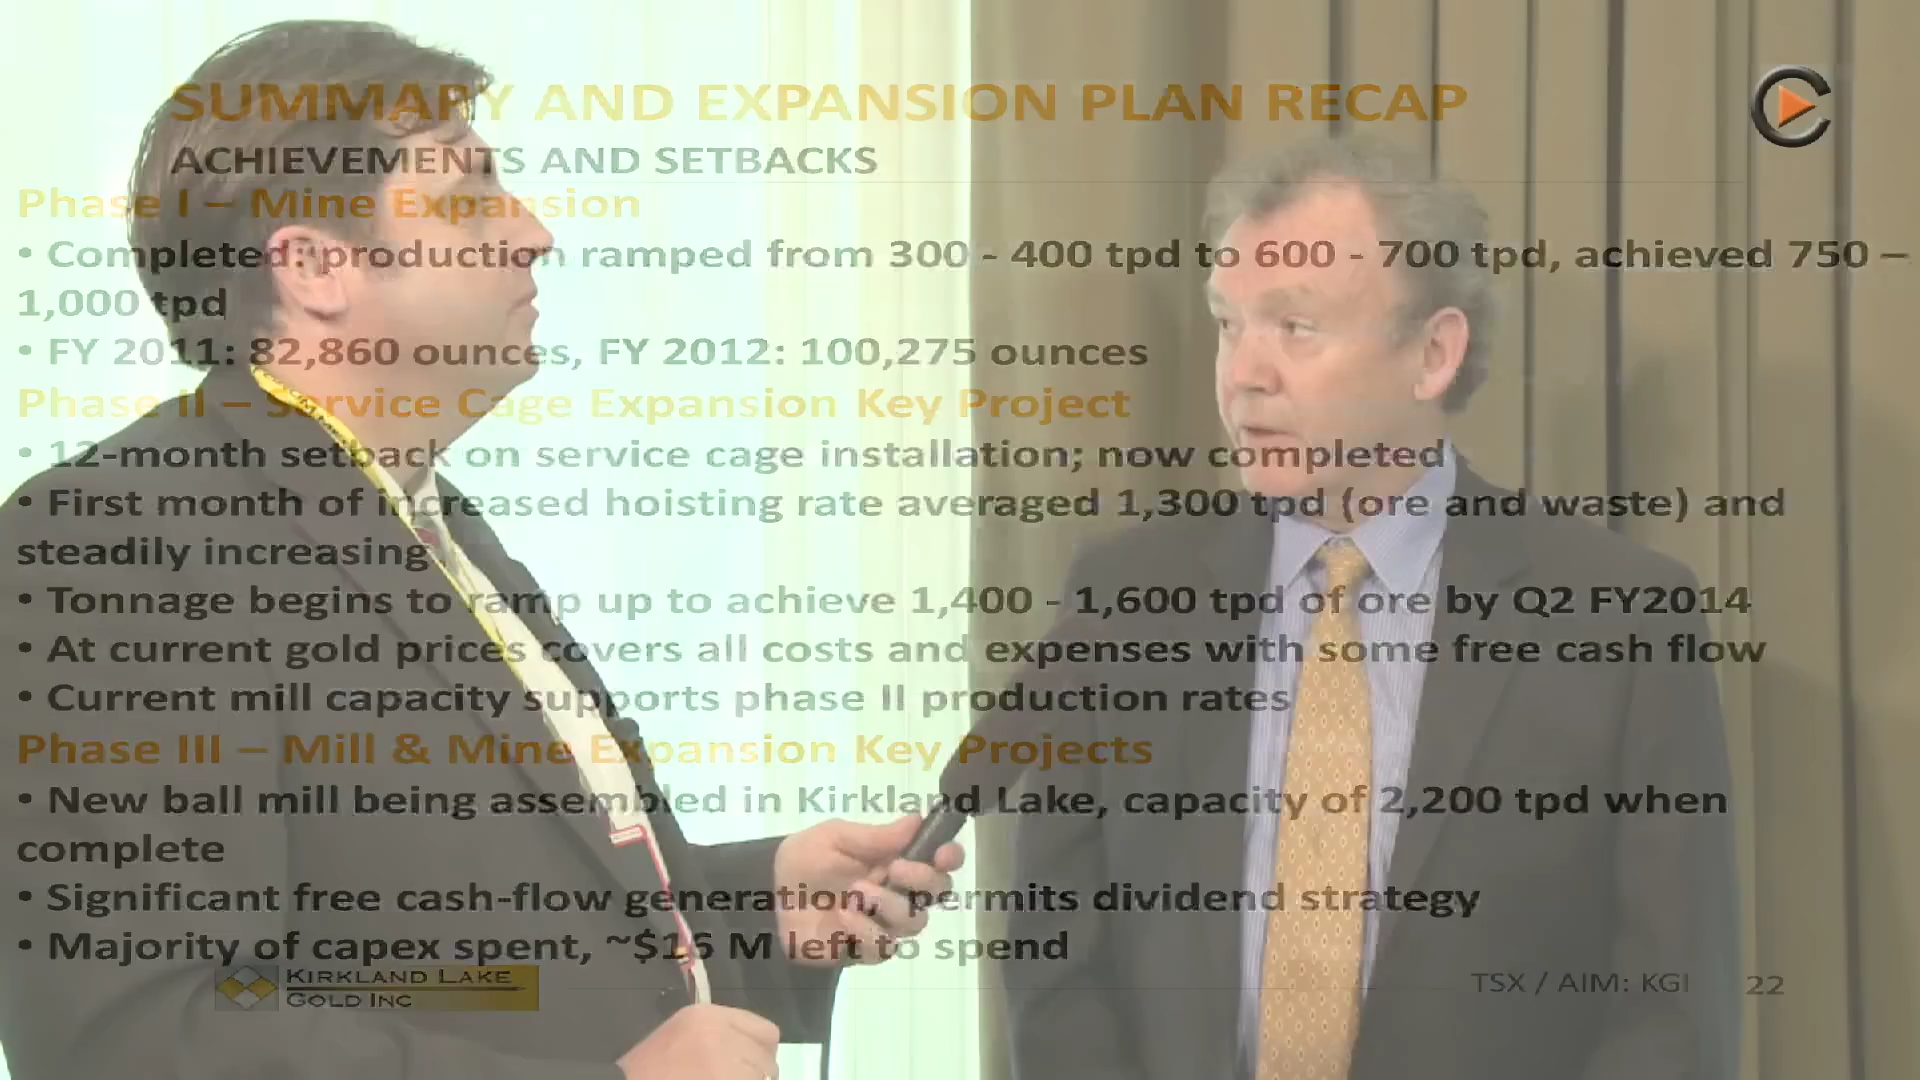 SUMMARY AND EXPANSION PLAN RECAP
ACHIEVEMENTS AND SETBACKS
Phase I – Mine Expansion
• Completed: production ramped from 300 - 400 tpd to 600 - 700 tpd, achieved 750 –
1,000 tpd
• FY 2011: 82,860 ounces, FY 2012: 100,275 ounces
Phase II – Service Cage Expansion Key Project
• 12-month setback on service cage installation; now completed
• First month of increased hoisting rate averaged 1,300 tpd (ore and waste) and
steadily increasing
• Tonnage begins to ramp up to achieve 1,400 - 1,600 tpd of ore by Q2 FY2014
• At current gold prices covers all costs and expenses with some free cash flow
• Current mill capacity supports phase II production rates
Phase III – Mill & Mine Expansion Key Projects
• New ball mill being assembled in Kirkland Lake, capacity of 2,200 tpd when
complete
• Significant free cash-flow generation, permits dividend strategy
• Majority of capex spent, ~$16 M left to spend
KIRKLAND LAKE
GOLD INC
TSX / AIM: KGI 22